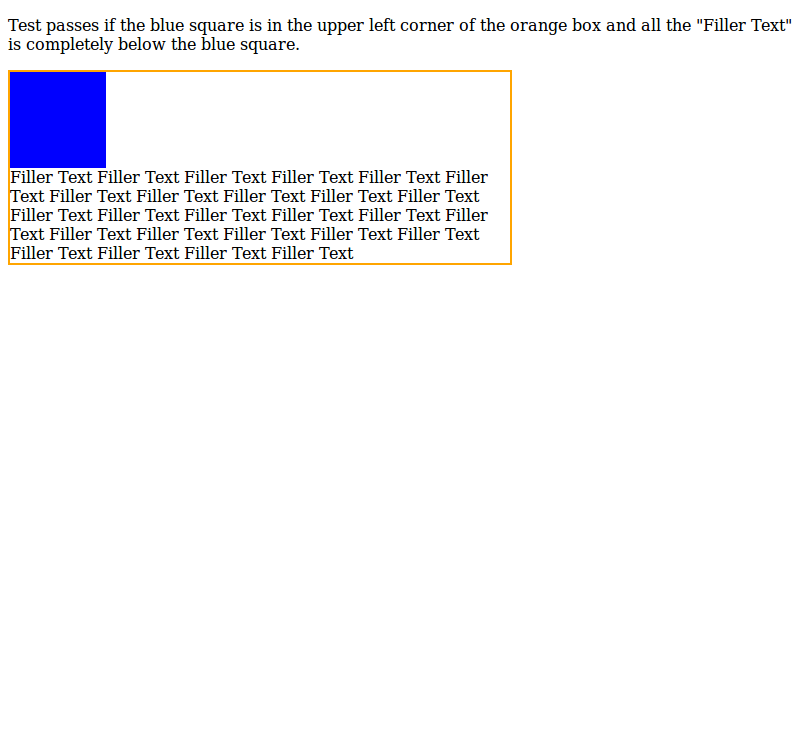 Test passes if the blue square is in the upper left corner of the orange box and all the "Filler Text"
is completely below the blue square.
Filler Text Filler Text Filler Text Filler Text Filler Text Filler
Text Filler Text Filler Text Filler Text Filler Text Filler Text
Filler Text Filler Text Filler Text Filler Text Filler Text Filler
Text Filler Text Filler Text Filler Text Filler Text Filler Text
Filler Text Filler Text Filler Text Filler Text